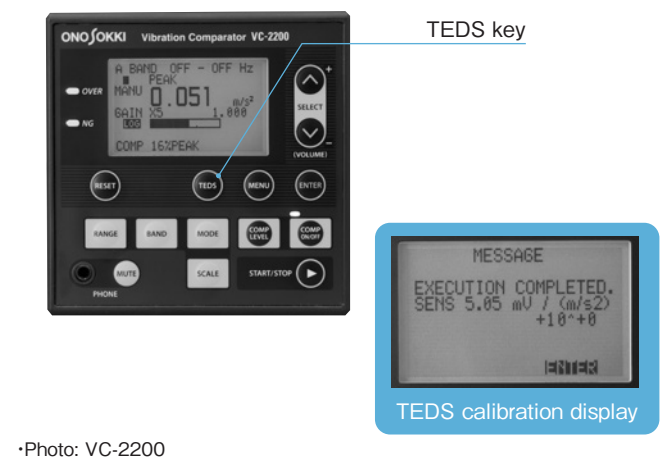 TEDS key
ONO SOKKI Vibration Comparator VC-2200
A BAND OFF - OFF Hz
PEAK
MANU 0.051 m/s²
GAIN X5 1.000
LOG
COMP 16%PEAK
OVER
NG
+
SELECT
−
(VOLUME)
RESET
TEDS
MENU
ENTER
RANGE
BAND
MODE
COMP LEVEL
COMP ON/OFF
MUTE
SCALE
START/STOP
PHONE
MESSAGE
EXECUTION COMPLETED.
SENS 5.05 mV / (m/s2)
+10^+0
ENTER
TEDS calibration display
・Photo: VC-2200